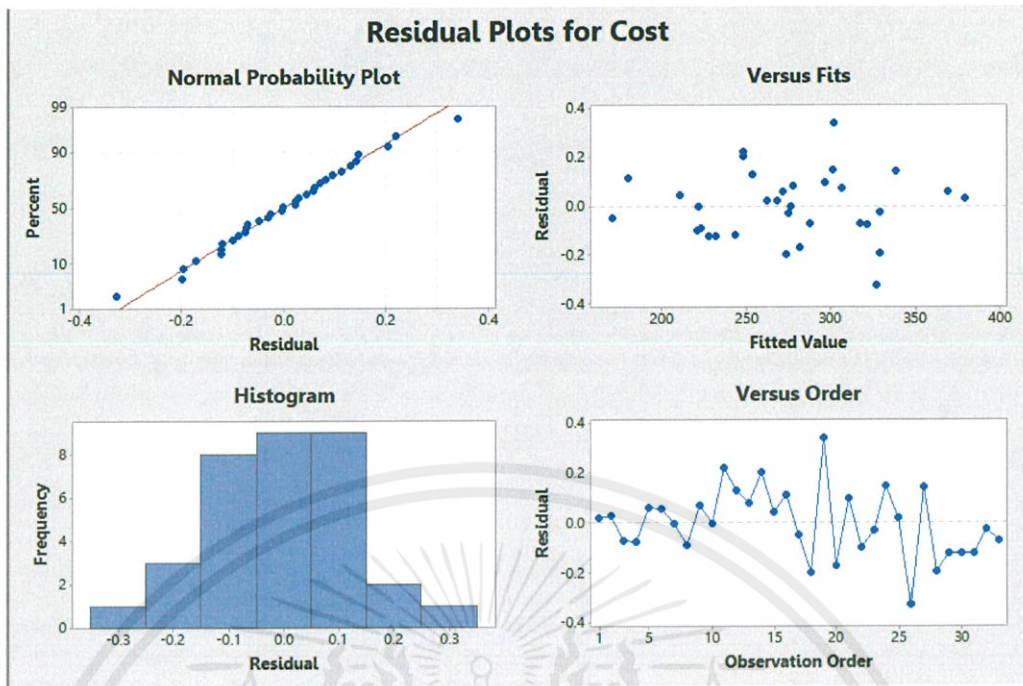 Residual Plots for Cost
Normal Probability Plot
99
90
50
10
1
Percent
-0.4 -0.2 0.0 0.2 0.4
Residual
Versus Fits
0.4
0.2
0.0
-0.2
-0.4
Residual
200 250 300 350 400
Fitted Value
Histogram
8
6
4
2
0
Frequency
-0.3 -0.2 -0.1 0.0 0.1 0.2 0.3
Residual
Versus Order
0.4
0.2
0.0
-0.2
-0.4
Residual
1 5 10 15 20 25 30
Observation Order